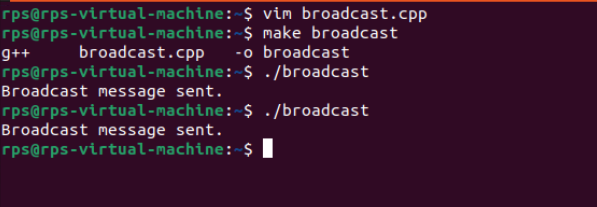 rps@rps-virtual-machine:~$ vim broadcast.cpp
rps@rps-virtual-machine:~$ make broadcast
g++     broadcast.cpp   -o broadcast
rps@rps-virtual-machine:~$ ./broadcast
Broadcast message sent.
rps@rps-virtual-machine:~$ ./broadcast
Broadcast message sent.
rps@rps-virtual-machine:~$